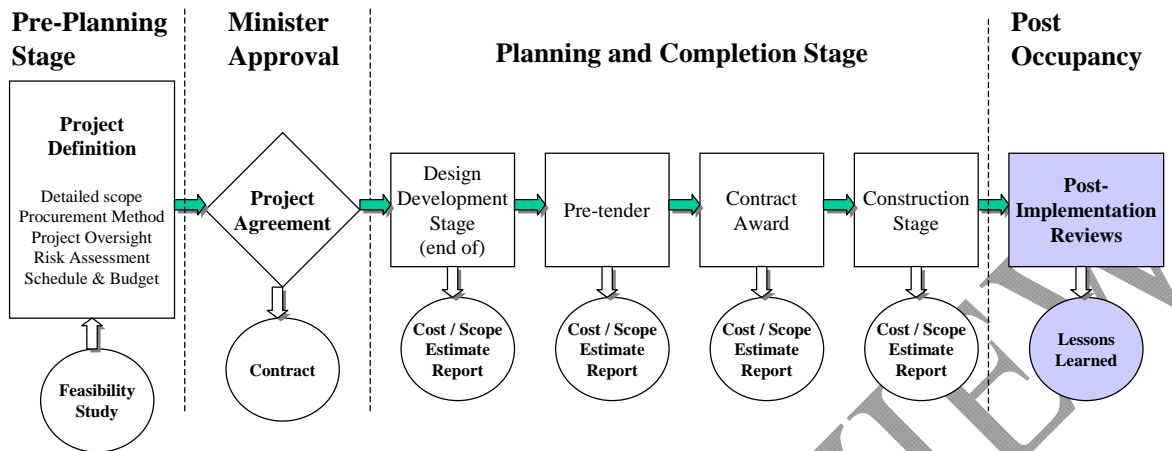 Pre-Planning
Stage
Minister
Approval
Planning and Completion Stage
Post
Occupancy
Project
Definition
Detailed scope
Procurement Method
Project Oversight
Risk Assessment
Schedule & Budget
Feasibility
Study
Project
Agreement
Contract
Design
Development
Stage
(end of)
Cost / Scope
Estimate
Report
Pre-tender
Cost / Scope
Estimate
Report
Contract
Award
Cost / Scope
Estimate
Report
Construction
Stage
Cost / Scope
Estimate
Report
Post-
Implementation
Reviews
Lessons
Learned